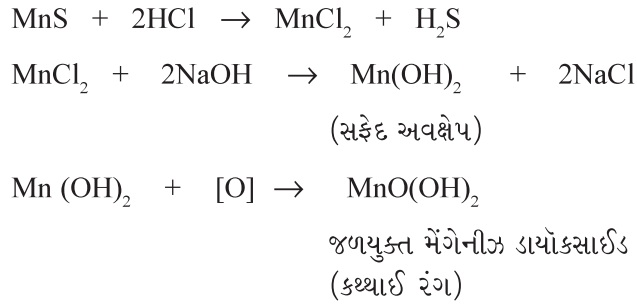 MnS + 2HCl → MnCl₂ + H₂S
MnCl₂ + 2NaOH → Mn(OH)₂ + 2NaCl
(સફેદ અવક્ષેપ)
Mn (OH)₂ + [O] → MnO(OH)₂
જળયુક્ત મેંગેનીઝ ડાયૉકસાઈડ
(કથ્થાઈ રંગ)